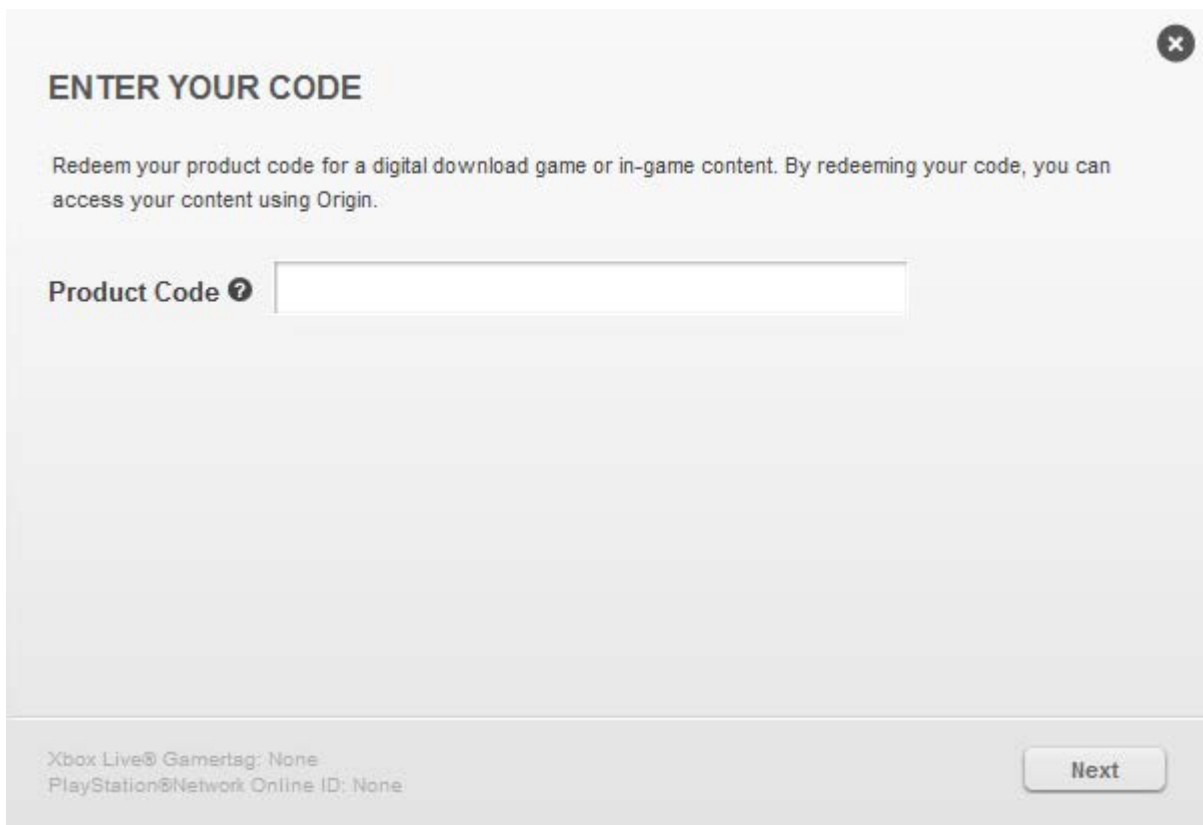 ENTER YOUR CODE
Redeem your product code for a digital download game or in-game content. By redeeming your code, you can
access your content using Origin.
Product Code
Xbox Live® Gamertag: None
PlayStation®Network Online ID: None
Next